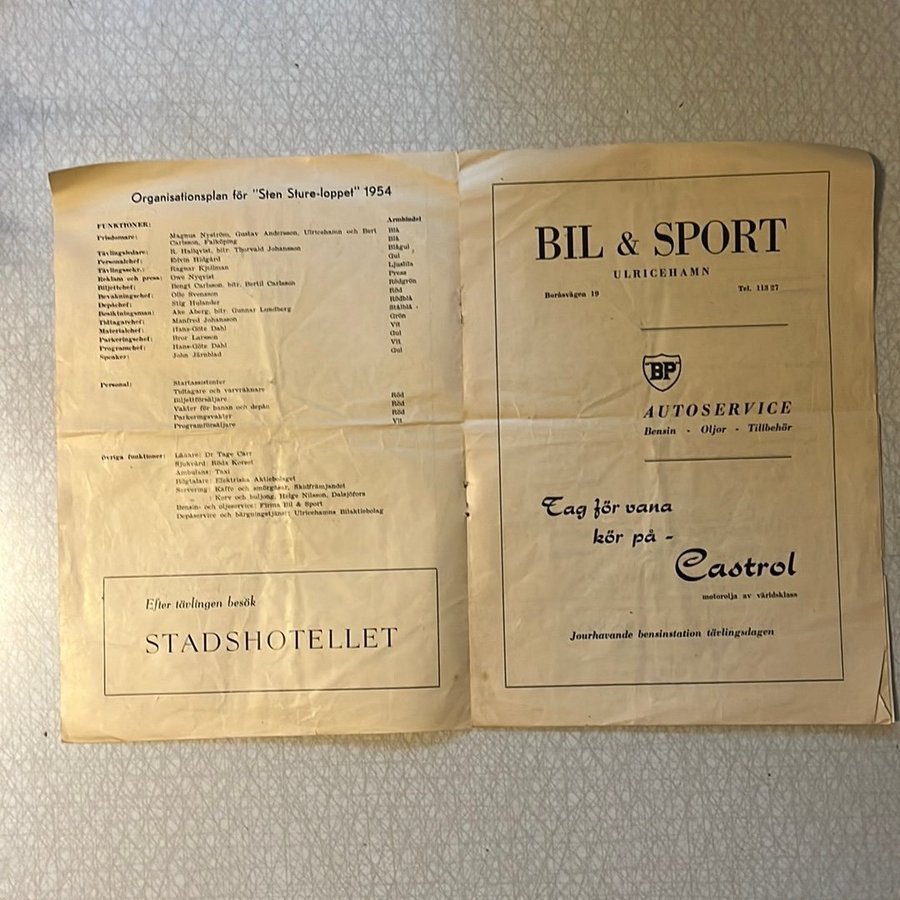 Organisationsplan för "Sten Sture-loppet" 1954
FUNKTIONER: Armbindel
Prisdomare: Magnus Nyström, Gustav Andersson, Ulricehamn och Bert Blå
Carlsson, Falköping Blå
Tävlingsledare: R. Hallqvist, bitr. Thorvald Johansson Blågul
Personalchef: Edvin Hidgård Gul
Tävlingssekr.: Ragnar Kjellman Ljuslila
Reklam och press: Owe Nyqvist Press
Biljettchef: Bengt Carlsson, bitr. Bertil Carlsson Rödgrön
Bevakningschef: Olle Svensson Röd
Depåchef: Stig Hulander Rödblå
Besiktningsman: Åke Åberg, bitr. Gunnar Lundberg Stålblå
Tidtagarechef: Manfred Johansson Grön
Materialchef: Hans-Göte Dahl Vit
Parkeringschef: Bror Larsson Gul
Programchef: Hans-Göte Dahl Vit
Speaker: John Järnblad Gul
Personal: Startassistenter
Tidtagare och varvräknare
Biljettförsäljare Röd
Vakter för banan och depån Röd
Parkeringsvakter Röd
Programförsäljare Vit
Övriga funktioner: Läkare: Dr Tage Carr
Sjukvård: Röda Korset
Ambulans: Taxi
Högtalare: Elektriska Aktiebolaget
Servering: Kaffe och smörgåsar, Skidfrämjandet
„ : Korv och buljong, Helge Nilsson, Dalsjöfors
Bensin- och oljeservice: Firma Bil & Sport
Depåservice och bärgningstjänst: Ulricehamns Bilaktiebolag
Efter tävlingen besök
STADSHOTELLET
BIL & SPORT
ULRICEHAMN
Boråsvägen 19 Tel. 113 27
BP
AUTOSERVICE
Bensin - Oljor - Tillbehör
Tag för vana
kör på -
Castrol
motorolja av världsklass
Jourhavande bensinstation tävlingsdagen